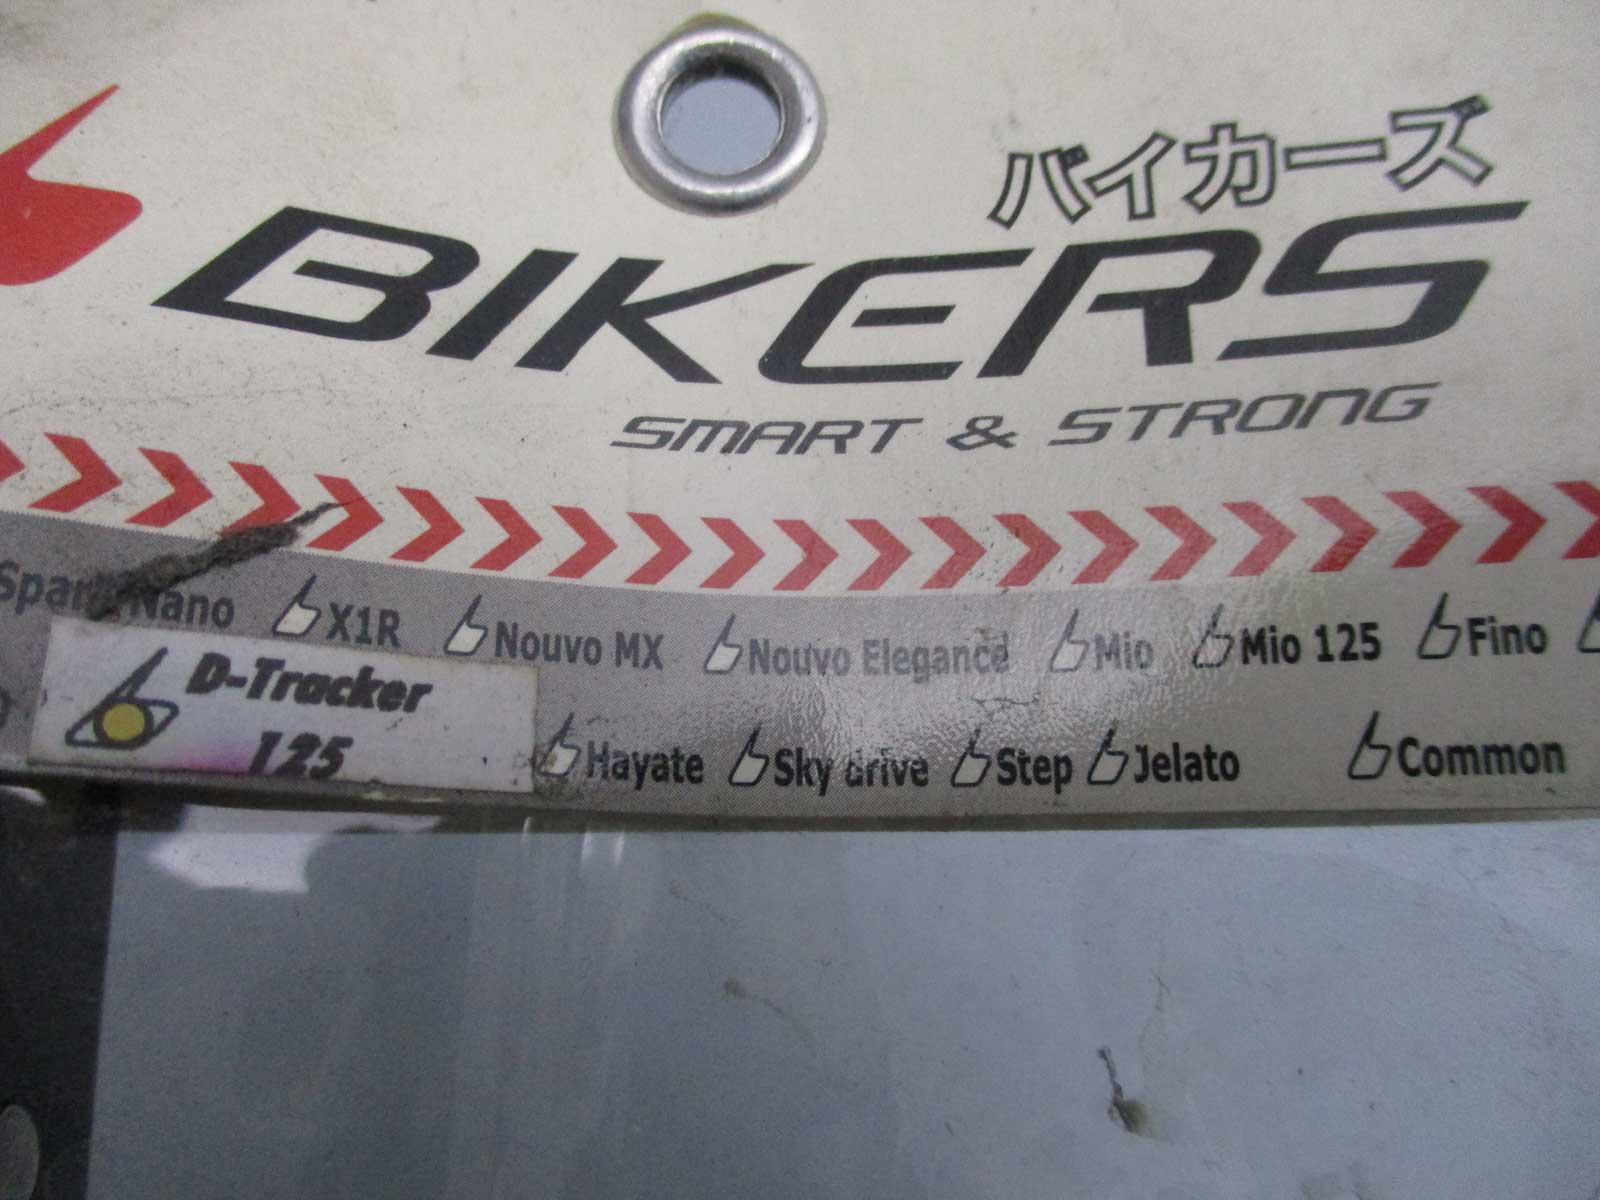 バイカーズ
BIKERS
SMART & STRONG
Spark Nano X1R Nouvo MX Nouvo Elegance Mio Mio 125 Fino
D-Tracker
125
Hayate Sky drive Step Jelato Common